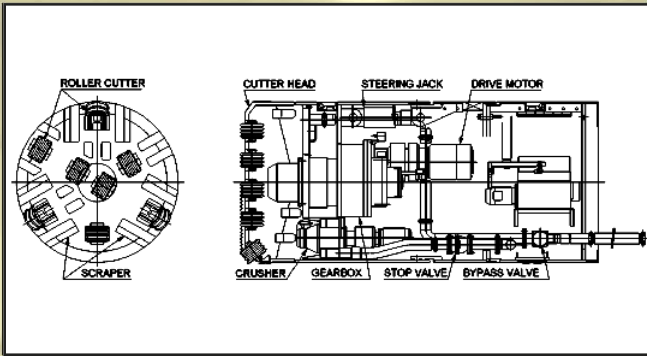 ROLLER CUTTER
CUTTER HEAD
STEERING JACK
DRIVE MOTOR
SCRAPER
CRUSHER
GEARBOX
STOP VALVE
BYPASS VALVE